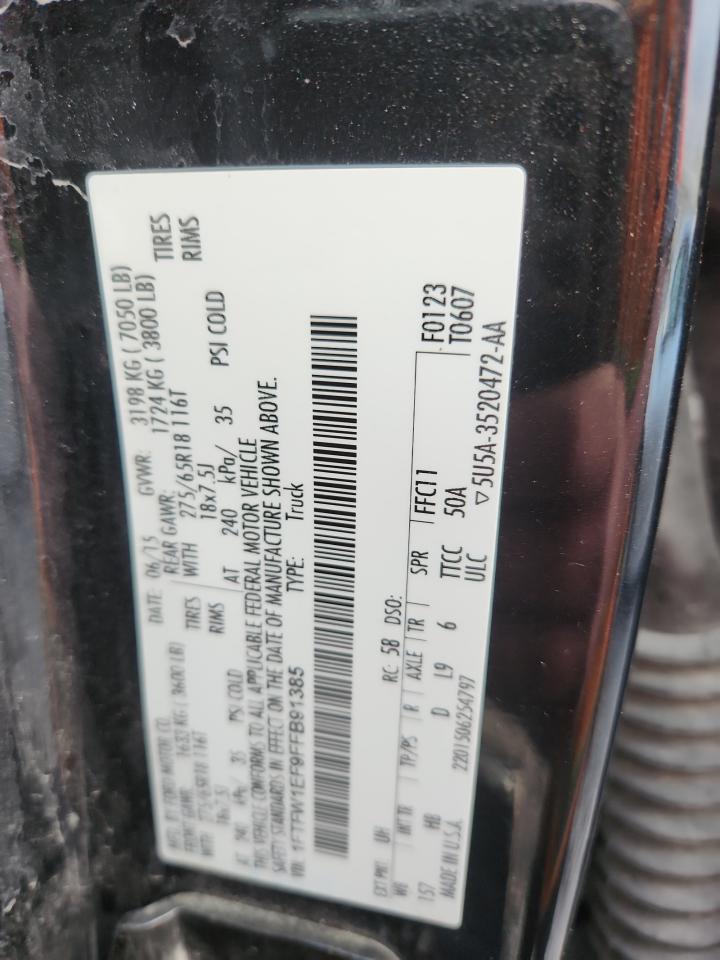 MFD. BY FORD MOTOR CO.
DATE: 06/15 GVWR: 3198 KG ( 7050 LB)
FRONT GAWR: 1632 KG ( 3600 LB) REAR GAWR: 1724 KG ( 3800 LB)
WITH 275/65R18 116T TIRES WITH 275/65R18 116T TIRES
18x7.5J RIMS 18x7.5J RIMS
AT 240 kPa/ 35 PSI COLD AT 240 kPa/ 35 PSI COLD
THIS VEHICLE CONFORMS TO ALL APPLICABLE FEDERAL MOTOR VEHICLE
SAFETY STANDARDS IN EFFECT ON THE DATE OF MANUFACTURE SHOWN ABOVE.
VIN: 1FTFW1EF9FFB91385 TYPE: Truck
F0123
T0607
EXT PNT: UH RC: 58 DSO:
WB INT TR TP/PS R AXLE TR SPR FFC11
157 HB D L9 6 TTCC 50A
MADE IN U.S.A. 2201506254797 ULC
▽5U5A-3520472-AA